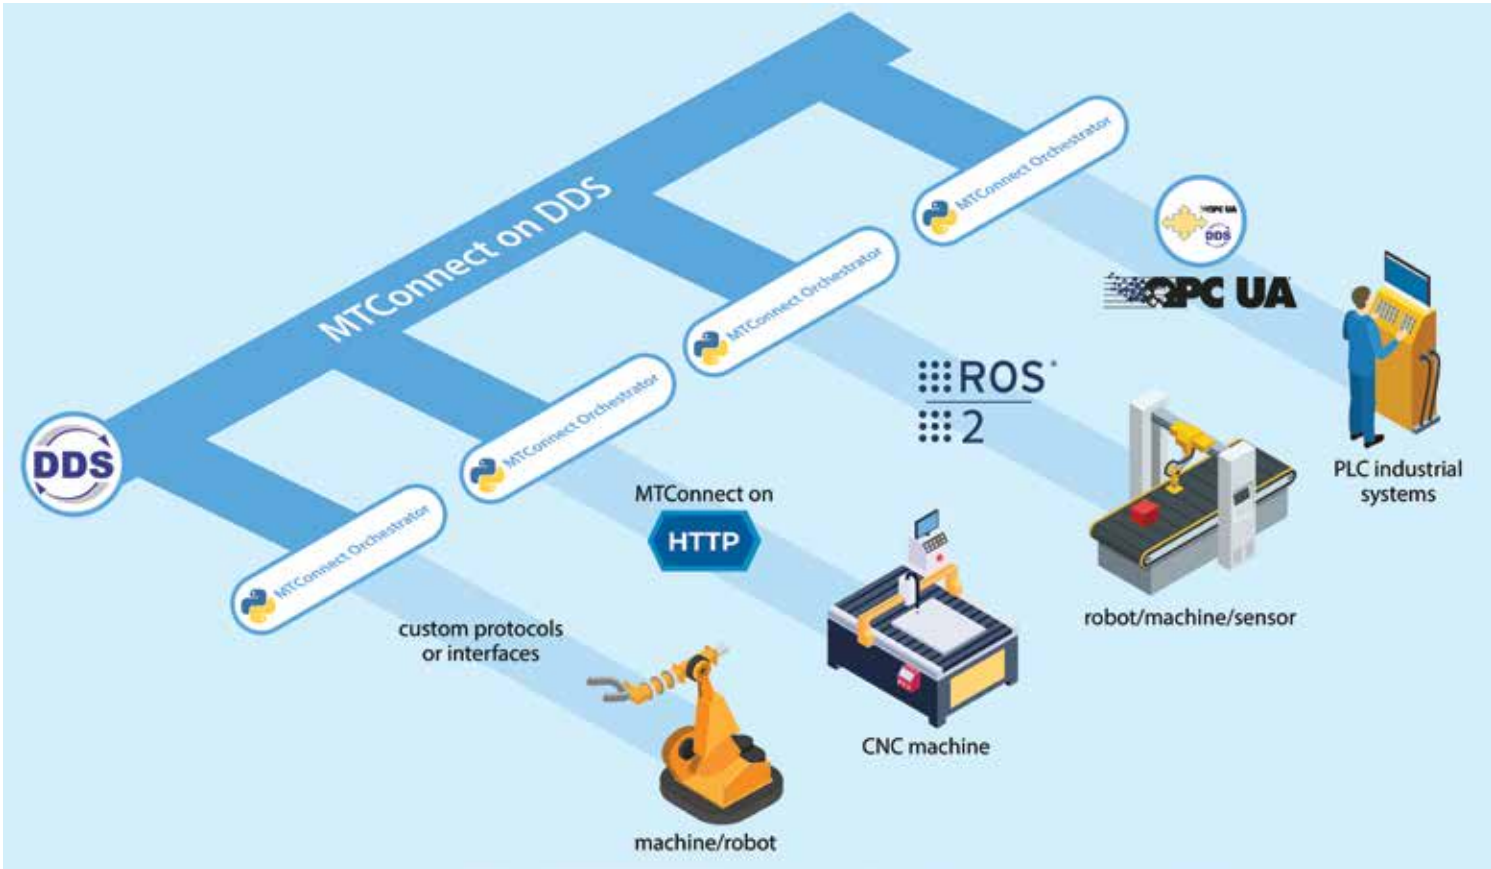 MTConnect on DDS
DDS
MTConnect Orchestrator
MTConnect Orchestrator
MTConnect Orchestrator
MTConnect Orchestrator
OPC UA
DDS
OPC UA
PLC industrial
systems
ROS
2
robot/machine/sensor
MTConnect on
HTTP
CNC machine
custom protocols
or interfaces
machine/robot